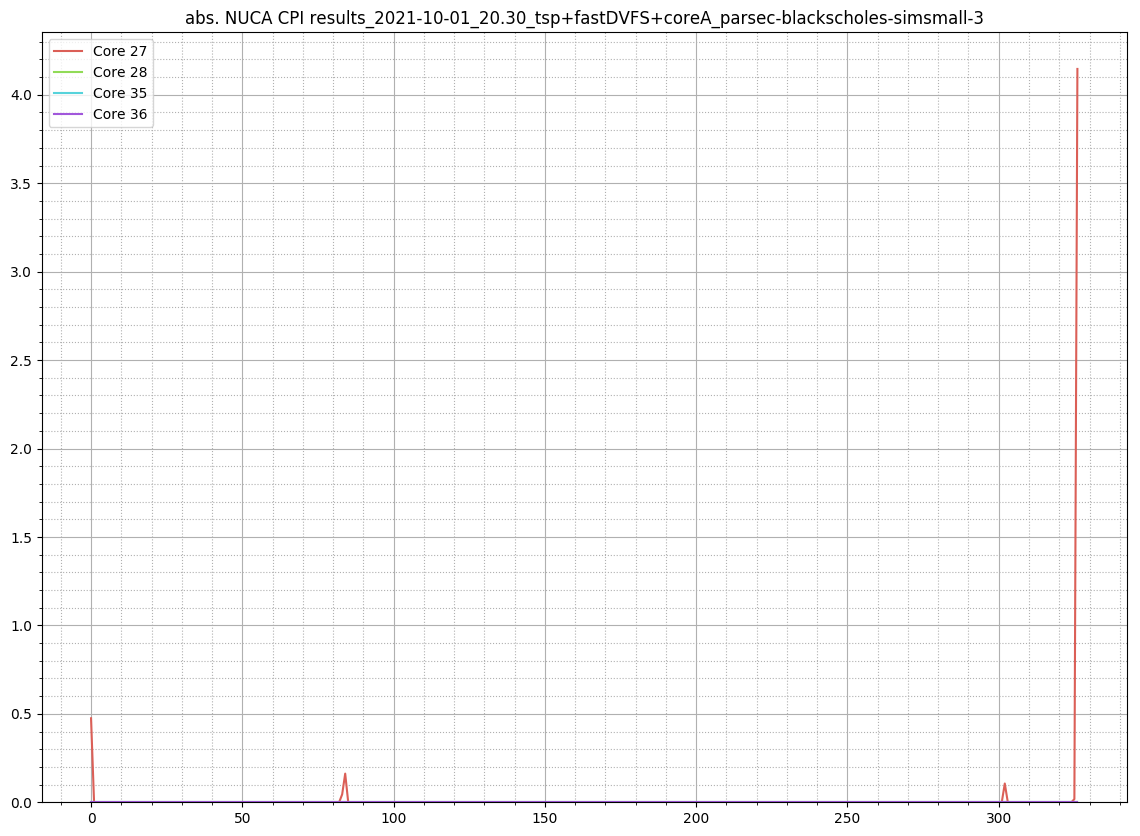 abs. NUCA CPI results_2021-10-01_20.30_tsp+fastDVFS+coreA_parsec-blackscholes-simsmall-3
Core 27
Core 28
Core 35
Core 36
4.0
3.5
3.0
2.5
2.0
1.5
1.0
0.5
0.0
0 50 100 150 200 250 300